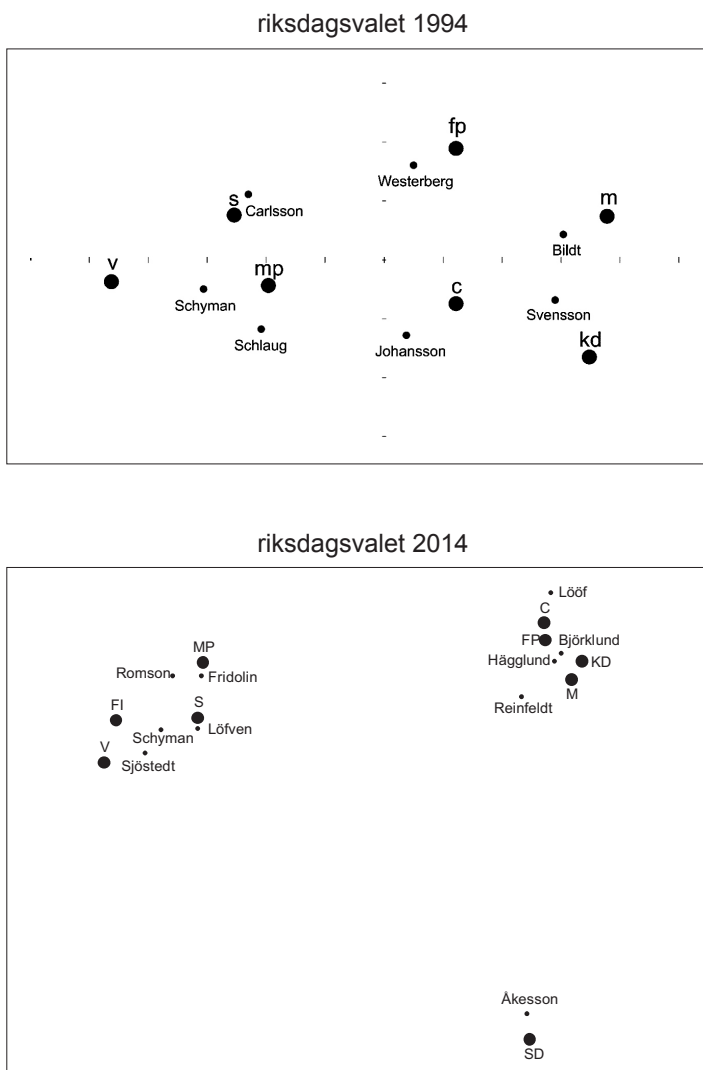 riksdagsvalet 1994
fp
Westerberg
s
Carlsson
m
Bildt
v
mp
Schyman
c
Svensson
Schlaug
Johansson
kd
riksdagsvalet 2014
Lööf
C
FP Björklund
MP
Hägglund KD
Romson Fridolin
M
FI S
Reinfeldt
Schyman Löfven
V
Sjöstedt
Åkesson
SD